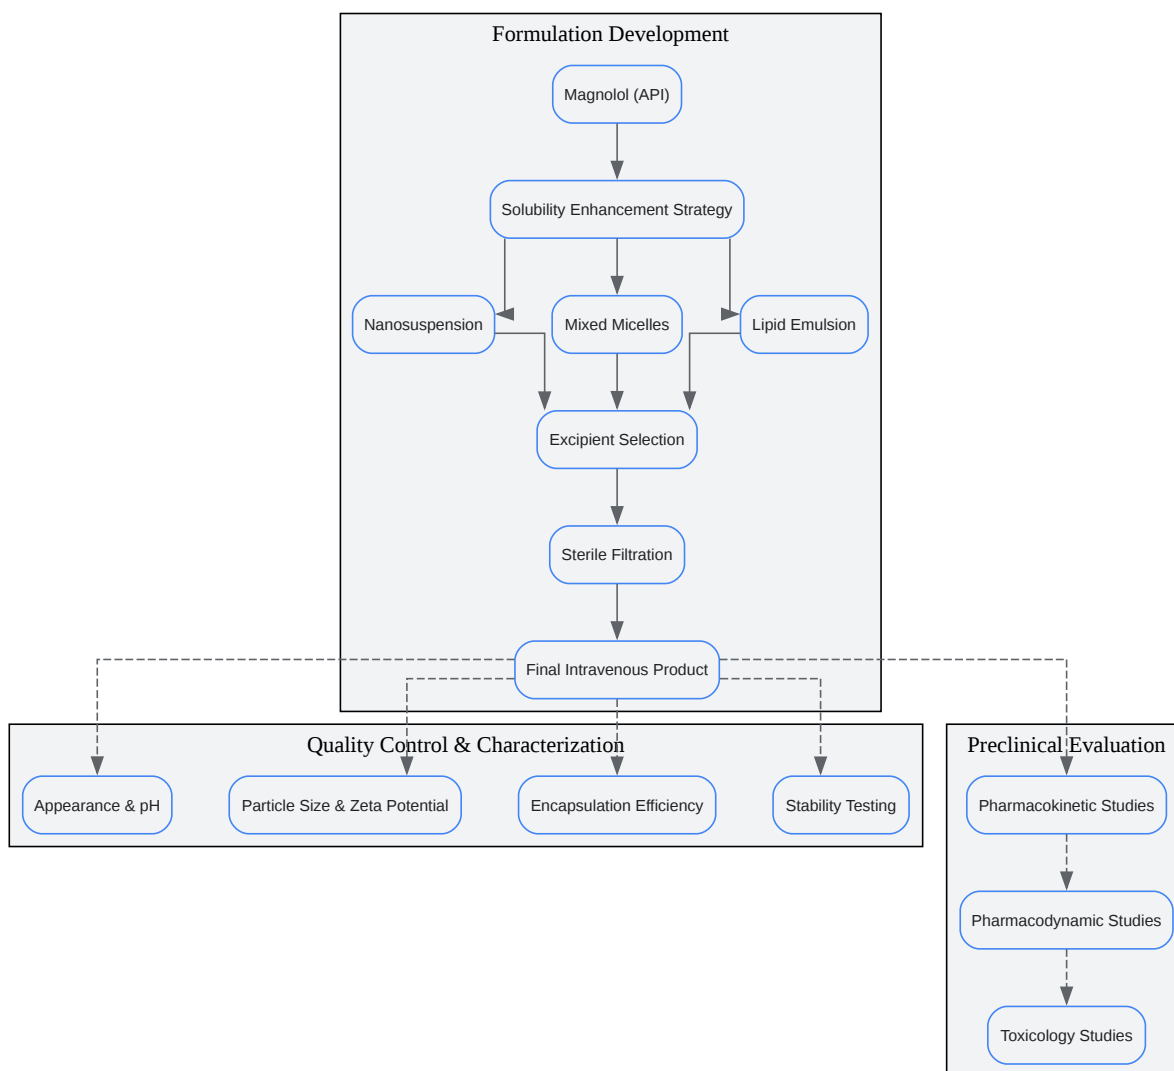 Formulation Development
Magnolol (API)
Solubility Enhancement Strategy
Nanosuspension
Mixed Micelles
Lipid Emulsion
Excipient Selection
Sterile Filtration
Final Intravenous Product
Quality Control & Characterization
Preclinical Evaluation
Appearance & pH
Particle Size & Zeta Potential
Encapsulation Efficiency
Stability Testing
Pharmacokinetic Studies
Pharmacodynamic Studies
Toxicology Studies